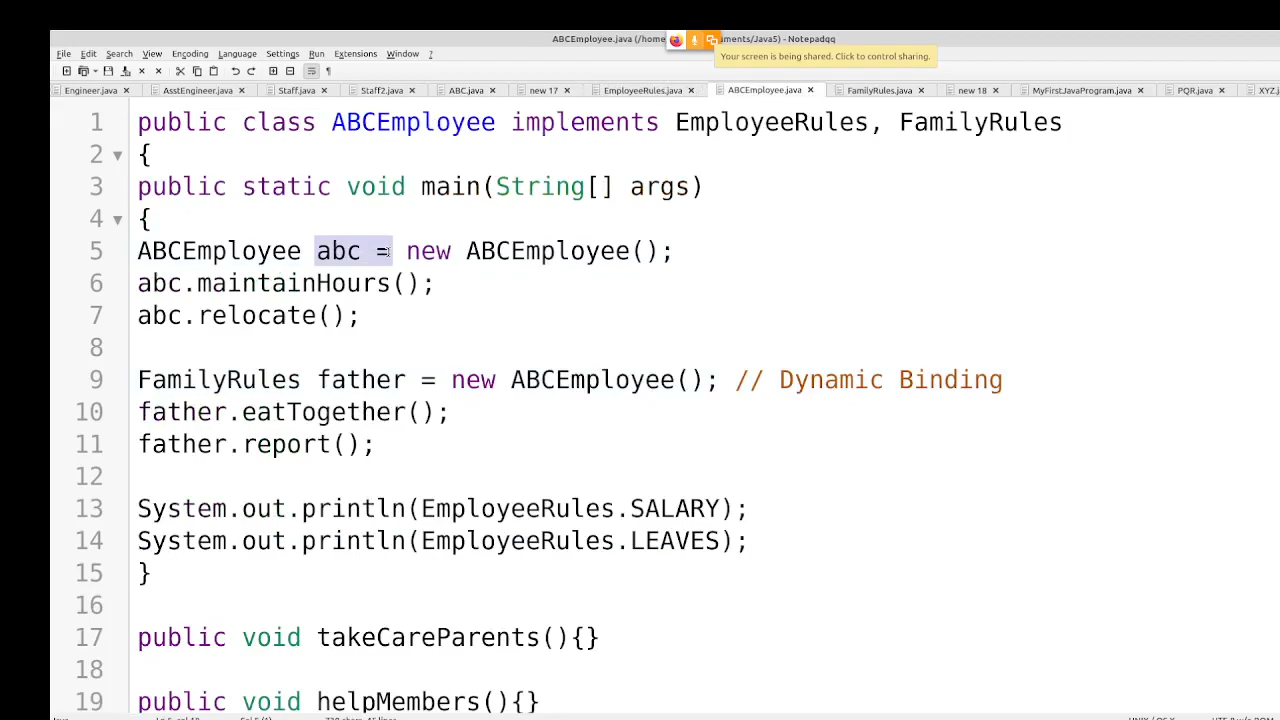 ABCEmployee.java (/home uments/Java5) - Notepadqq
File Edit Search View Encoding Language Settings Run Extensions Window ?
Your screen is being shared. Click to control sharing.
Engineer.java AsstEngineer.java Staff.java Staff2.java ABC.java new 17 EmployeeRules.java ABCEmployee.java FamilyRules.java new 18 MyFirstJavaProgram.java PQR.java XYZ.j
1 public class ABCEmployee implements EmployeeRules, FamilyRules
2 {
3 public static void main(String[] args)
4 {
5 ABCEmployee abc = new ABCEmployee();
6 abc.maintainHours();
7 abc.relocate();
8
9 FamilyRules father = new ABCEmployee(); // Dynamic Binding
10 father.eatTogether();
11 father.report();
12
13 System.out.println(EmployeeRules.SALARY);
14 System.out.println(EmployeeRules.LEAVES);
15 }
16
17 public void takeCareParents(){}
18
19 public void helpMembers(){}